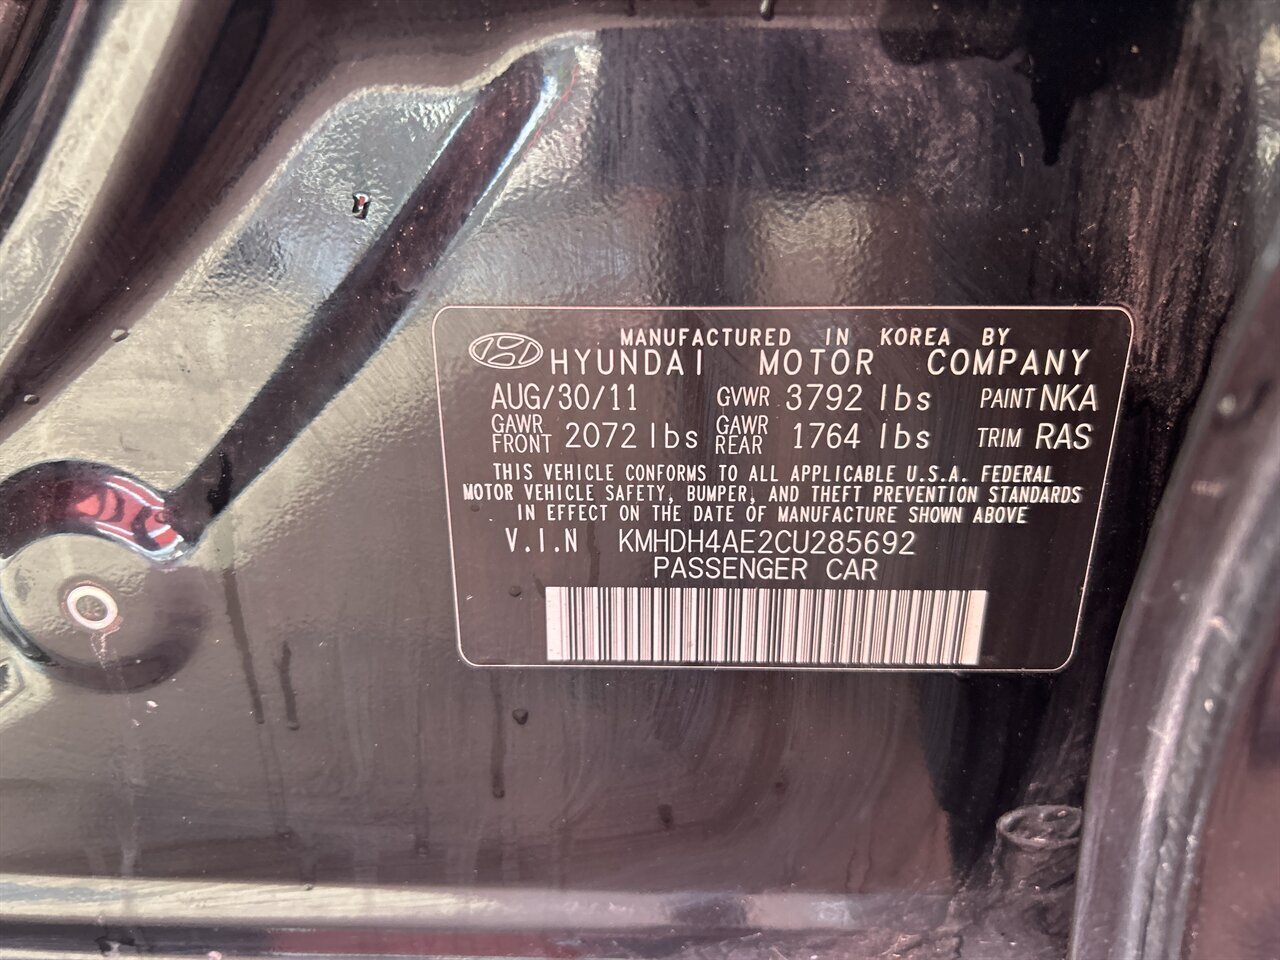 MANUFACTURED IN KOREA BY
HYUNDAI MOTOR COMPANY
AUG/30/11 GVWR 3792 lbs PAINT NKA
GAWR FRONT 2072 lbs GAWR REAR 1764 lbs TRIM RAS
THIS VEHICLE CONFORMS TO ALL APPLICABLE U.S.A. FEDERAL
MOTOR VEHICLE SAFETY, BUMPER, AND THEFT PREVENTION STANDARDS
IN EFFECT ON THE DATE OF MANUFACTURE SHOWN ABOVE
V.I.N KMHDH4AE2CU285692
PASSENGER CAR